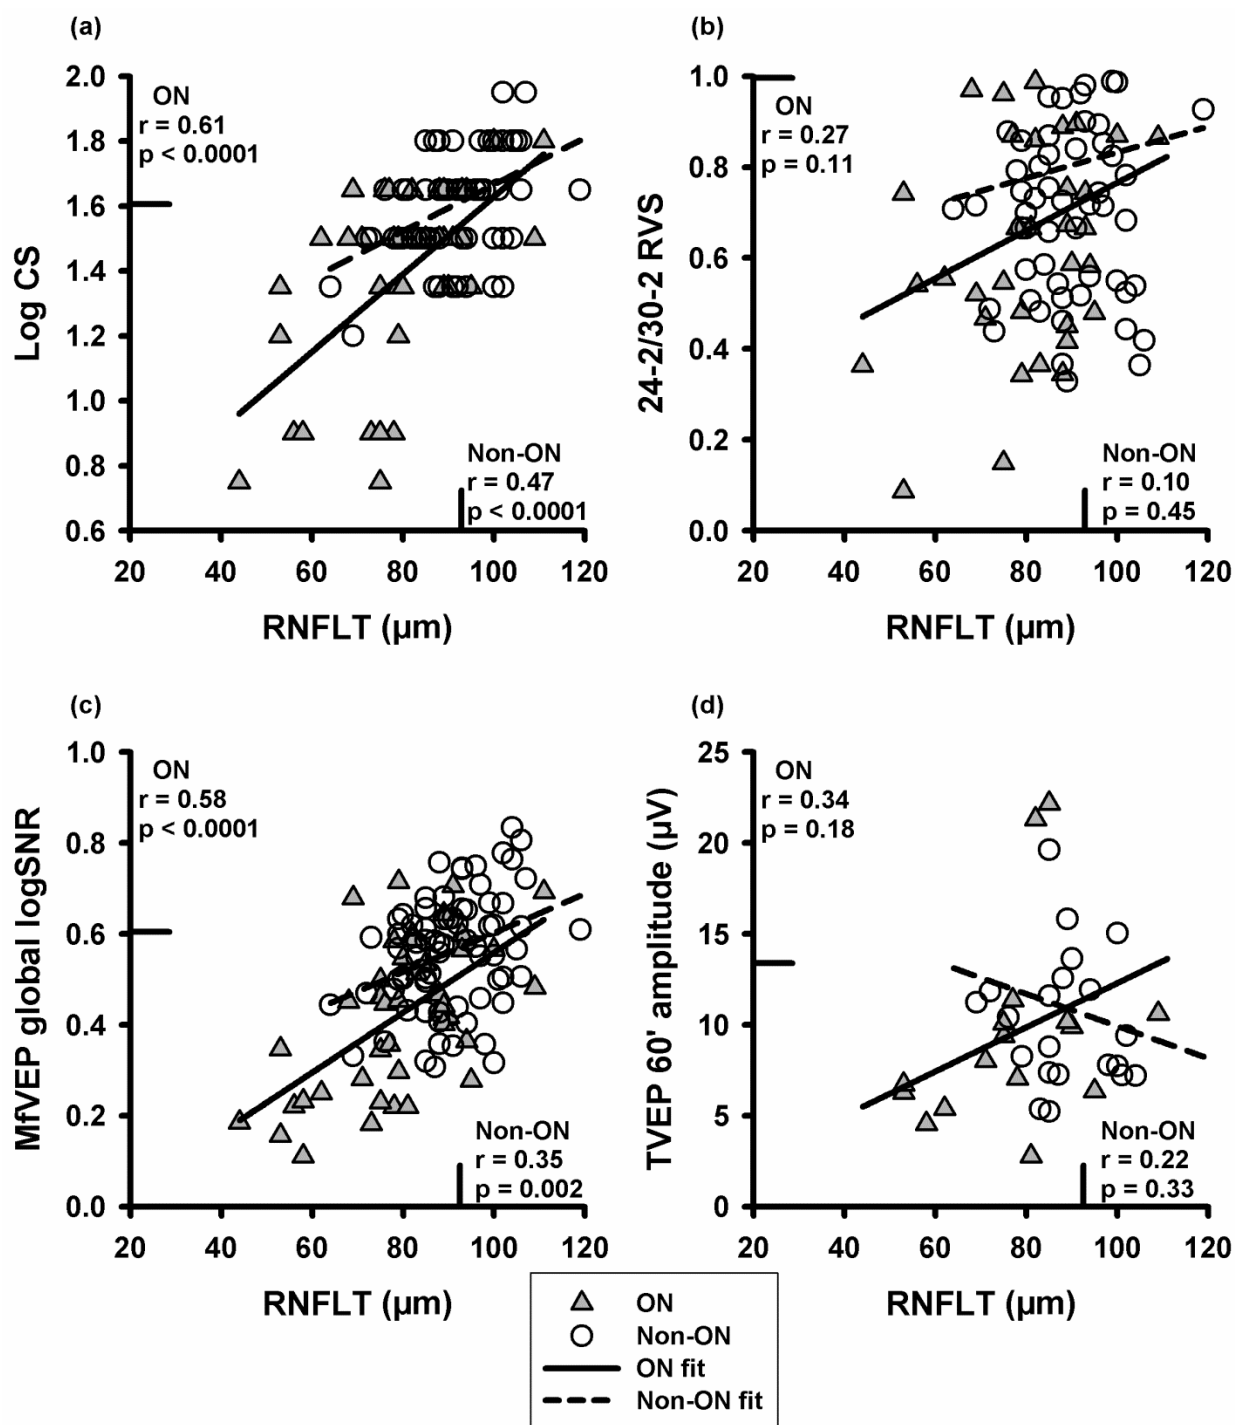 (a)
Log CS
2.0
1.8
1.6
1.4
1.2
1.0
0.8
0.6
ON
r = 0.61
p < 0.0001
Non-ON
r = 0.47
p < 0.0001
20 40 60 80 100 120
RNFLT (µm)
(b)
24-2/30-2 RVS
1.0
0.8
0.6
0.4
0.2
0.0
ON
r = 0.27
p = 0.11
Non-ON
r = 0.10
p = 0.45
20 40 60 80 100 120
RNFLT (µm)
(c)
MfVEP global logSNR
1.0
0.8
0.6
0.4
0.2
0.0
ON
r = 0.58
p < 0.0001
Non-ON
r = 0.35
p = 0.002
20 40 60 80 100 120
RNFLT (µm)
(d)
TVEP 60' amplitude (µV)
25
20
15
10
5
0
ON
r = 0.34
p = 0.18
Non-ON
r = 0.22
p = 0.33
20 40 60 80 100 120
RNFLT (µm)
ON
Non-ON
ON fit
Non-ON fit